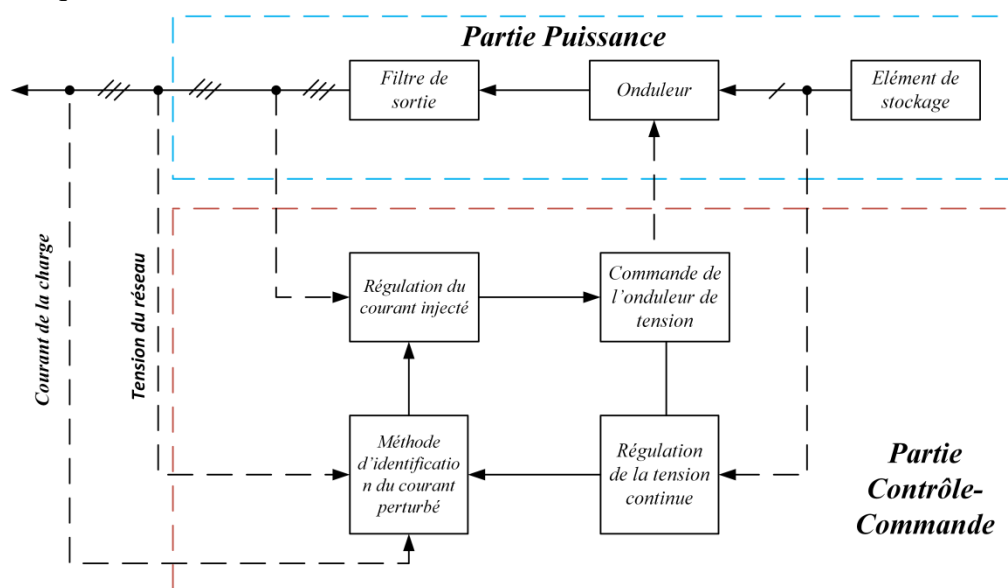 Partie Puissance
Filtre de
sortie
Onduleur
Elément de
stockage
Courant de la charge
Tension du réseau
Régulation du
courant injecté
Commande de
l'onduleur de
tension
Méthode
d'identificatio
n du courant
perturbé
Régulation
de la tension
continue
Partie
Contrôle-
Commande